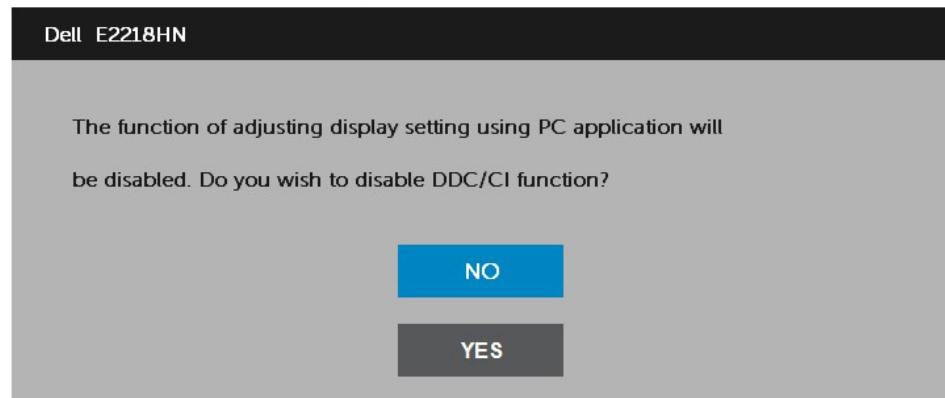 Dell E2218HN
The function of adjusting display setting using PC application will
be disabled. Do you wish to disable DDC/CI function?
NO
YES